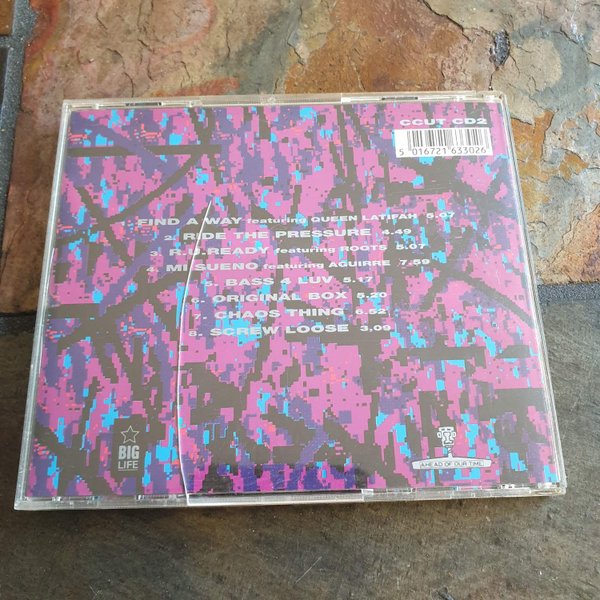 CCUT CD2
5 016721 633026
FIND A WAY featuring QUEEN LATIFAH 5.07
2. RIDE THE PRESSURE 4.49
3. R.U.READY featuring ROOTS 5.07
4. MI SUENO featuring AGUIRRE 7.59
5. BASS 4 LUV 5.17
6. ORIGINAL BOX 5.20
7. CHAOS THING 6.52
8. SCREW LOOSE 3.09
BIG
LIFE
AHEAD OF OUR TIME